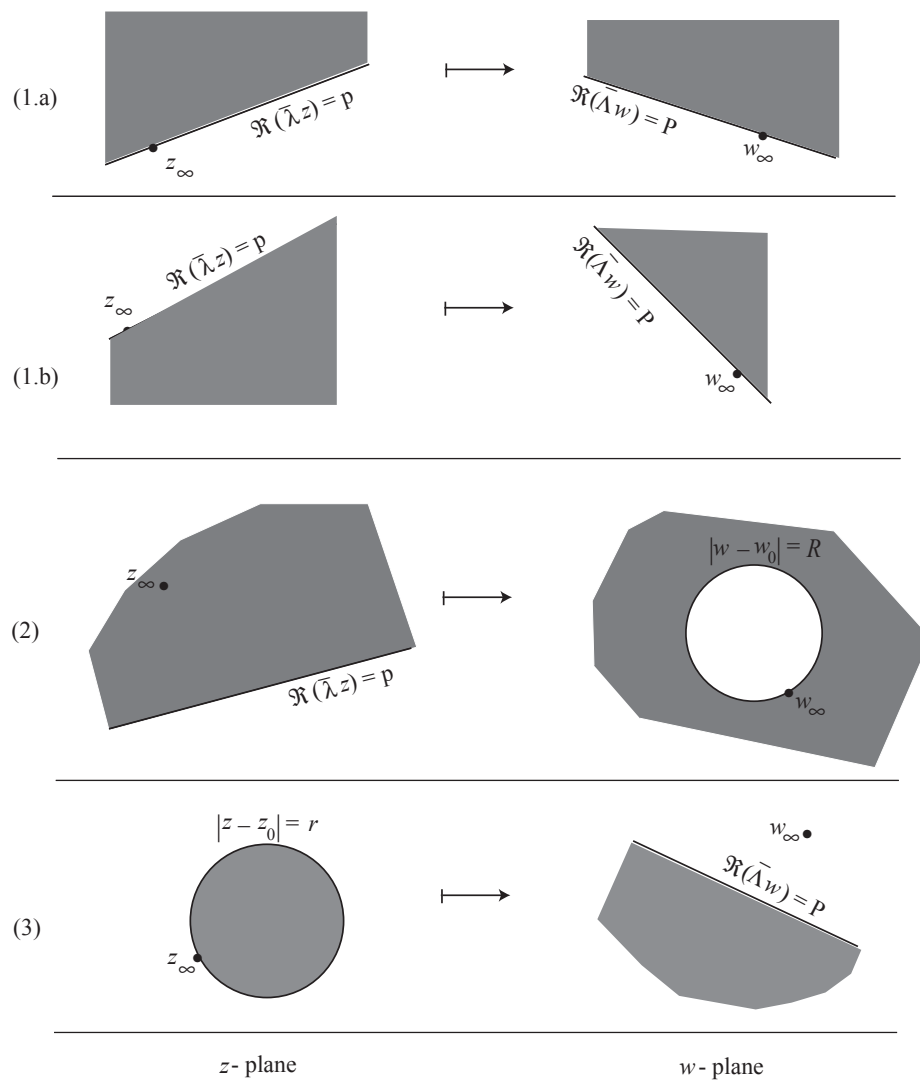 (1.a)
ℜ(λ̄z) = p
z∞
ℜ(Λ̄w) = P
w∞
(1.b)
ℜ(λ̄z) = p
z∞
ℜ(Λ̄w) = P
w∞
(2)
z∞
ℜ(λ̄z) = p
|w – w₀| = R
w∞
(3)
|z – z₀| = r
z∞
w∞
ℜ(Λ̄w) = P
z- plane
w- plane